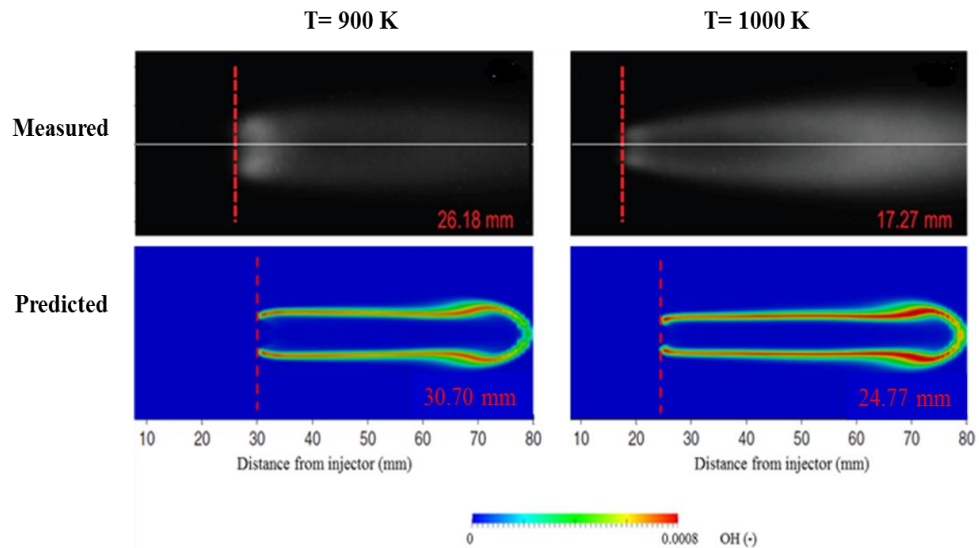 T= 900 K
T= 1000 K
Measured
26.18 mm
17.27 mm
Predicted
30.70 mm
24.77 mm
10 20 30 40 50 60 70 80
10 20 30 40 50 60 70 80
Distance from injector (mm)
Distance from injector (mm)
0 0.0008 OH (-)